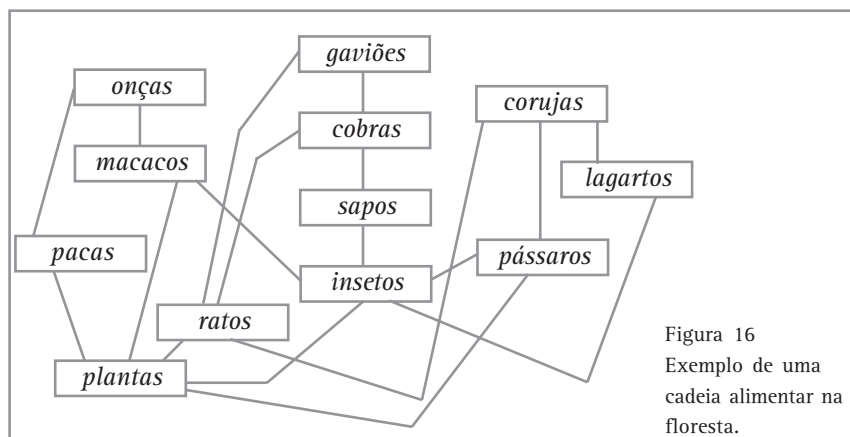 gaviões
onças
corujas
cobras
macacos
lagartos
sapos
pacas
pássaros
insetos
ratos
plantas
Figura 16
Exemplo de uma
cadeia alimentar na
floresta.